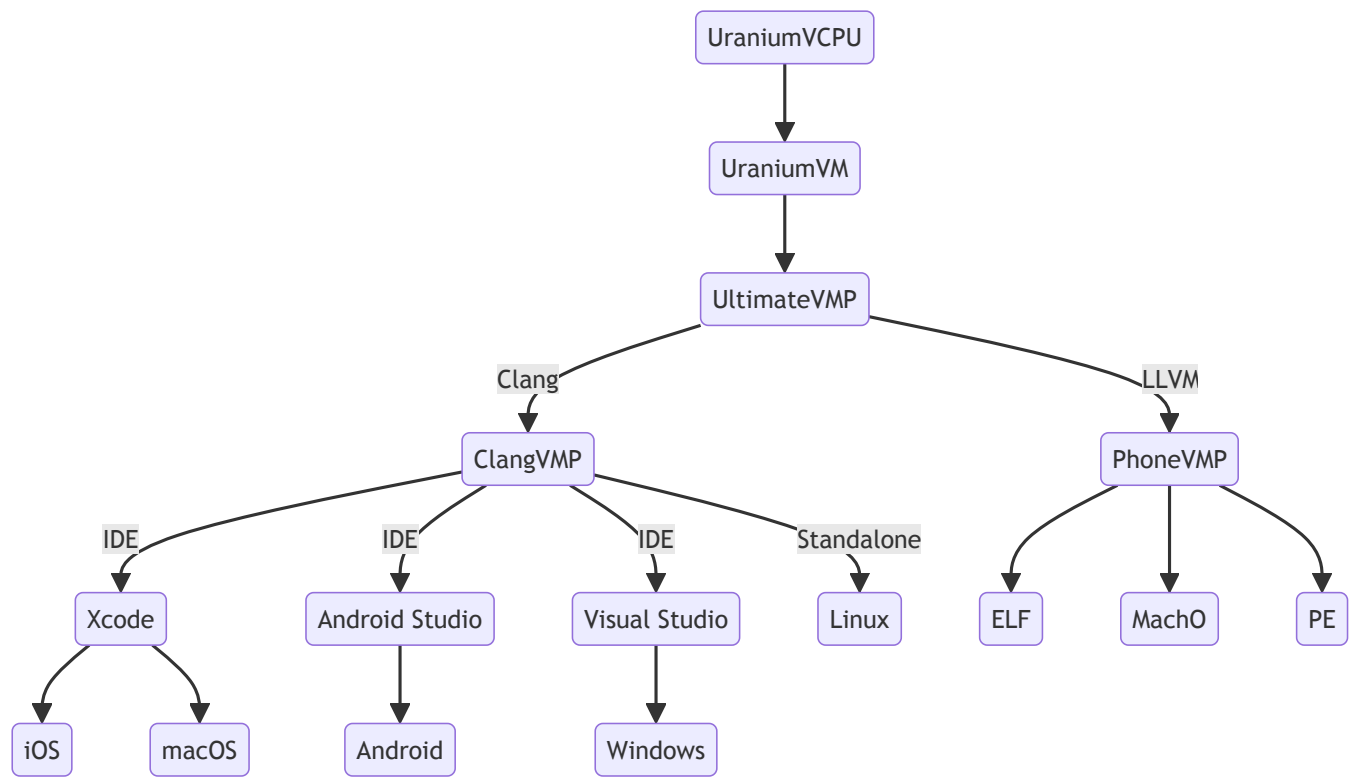 UraniumVCPU
UraniumVM
UltimateVMP
Clang
LLVM
ClangVMP
PhoneVMP
IDE
IDE
IDE
Standalone
Xcode
Android Studio
Visual Studio
Linux
ELF
MachO
PE
iOS
macOS
Android
Windows